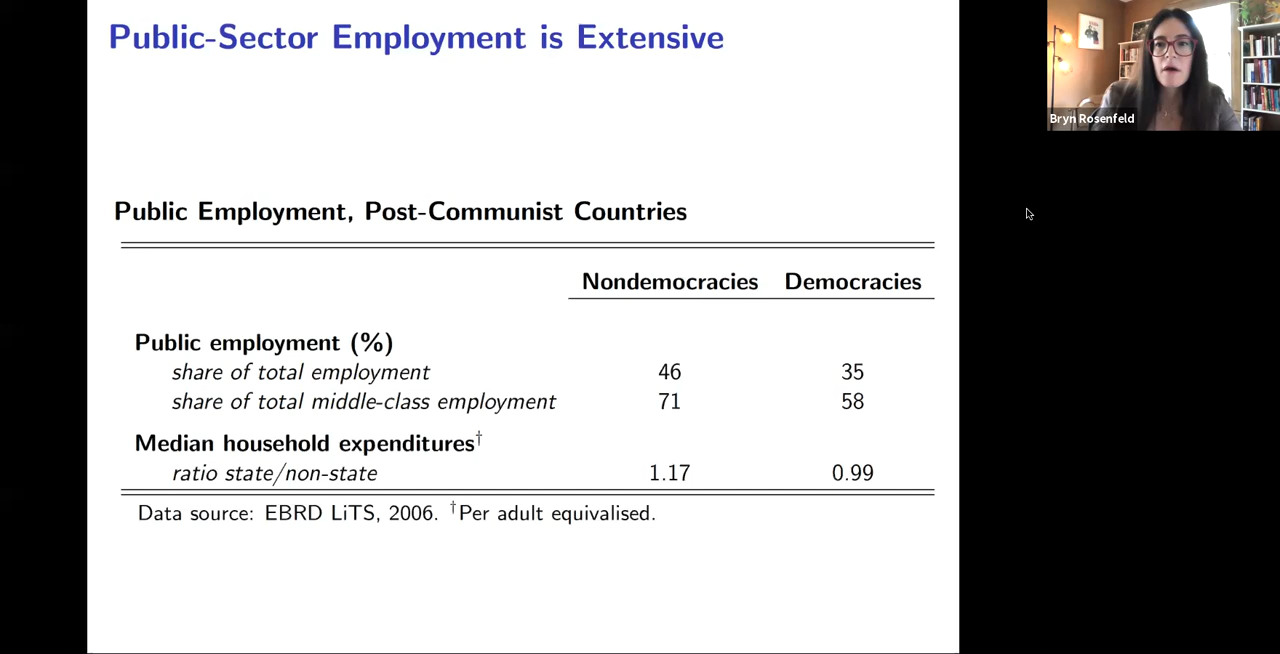 Public-Sector Employment is Extensive
Bryn Rosenfeld
Public Employment, Post-Communist Countries
Nondemocracies Democracies
Public employment (%)
share of total employment 46 35
share of total middle-class employment 71 58
Median household expenditures†
ratio state/non-state 1.17 0.99
Data source: EBRD LiTS, 2006. †Per adult equivalised.